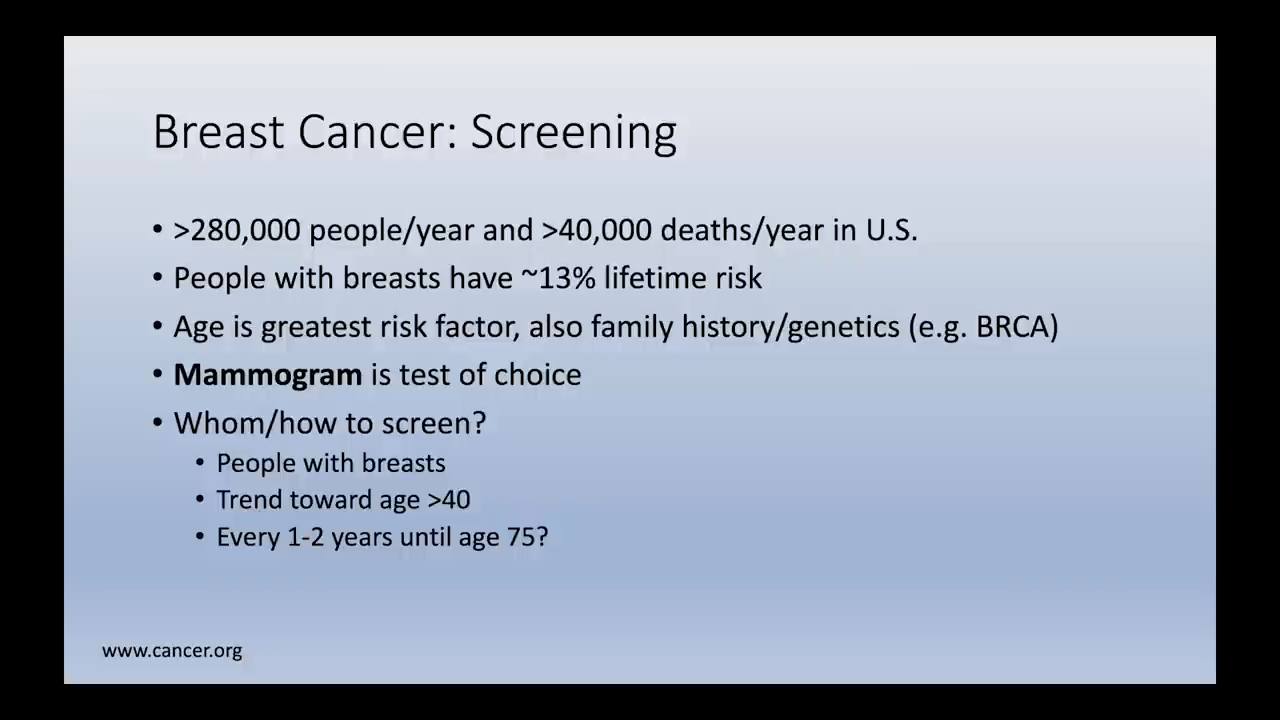 Breast Cancer: Screening
• >280,000 people/year and >40,000 deaths/year in U.S.
• People with breasts have ~13% lifetime risk
• Age is greatest risk factor, also family history/genetics (e.g. BRCA)
• Mammogram is test of choice
• Whom/how to screen?
• People with breasts
• Trend toward age >40
• Every 1-2 years until age 75?
www.cancer.org